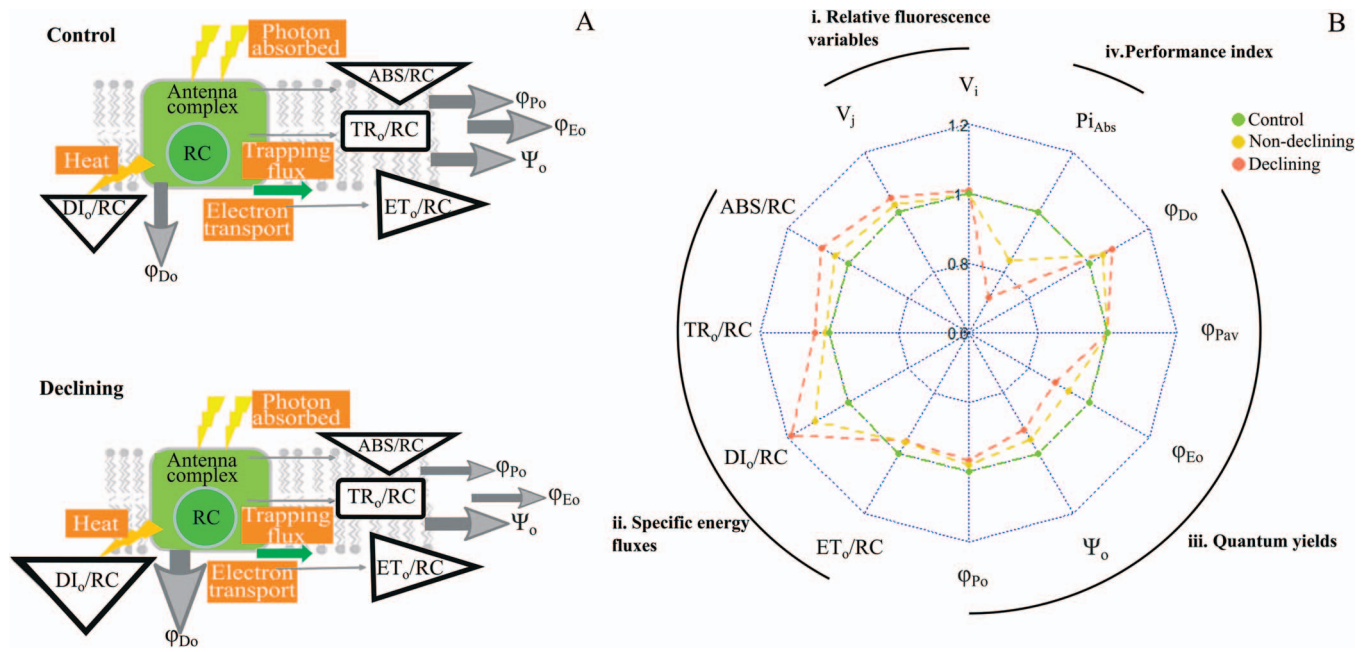 A
Control
Photon
absorbed
Antenna
complex
RC
Heat
Trapping
flux
Electron
transport
ABS/RC
TRₒ/RC
ETₒ/RC
DIₒ/RC
φPo
φEo
Ψₒ
φDo
Declining
Photon
absorbed
Antenna
complex
RC
Heat
Trapping
flux
Electron
transport
ABS/RC
TRₒ/RC
ETₒ/RC
DIₒ/RC
φPo
φEo
Ψₒ
φDo
B
i. Relative fluorescence
variables
iv.Performance index
Control
Non-declining
Declining
Vᵢ
PiAbs
φDo
φPav
φEo
Ψₒ
φPo
ETₒ/RC
DIₒ/RC
TRₒ/RC
ABS/RC
Vⱼ
1.2
1
0.8
0.6
ii. Specific energy
fluxes
iii. Quantum yields